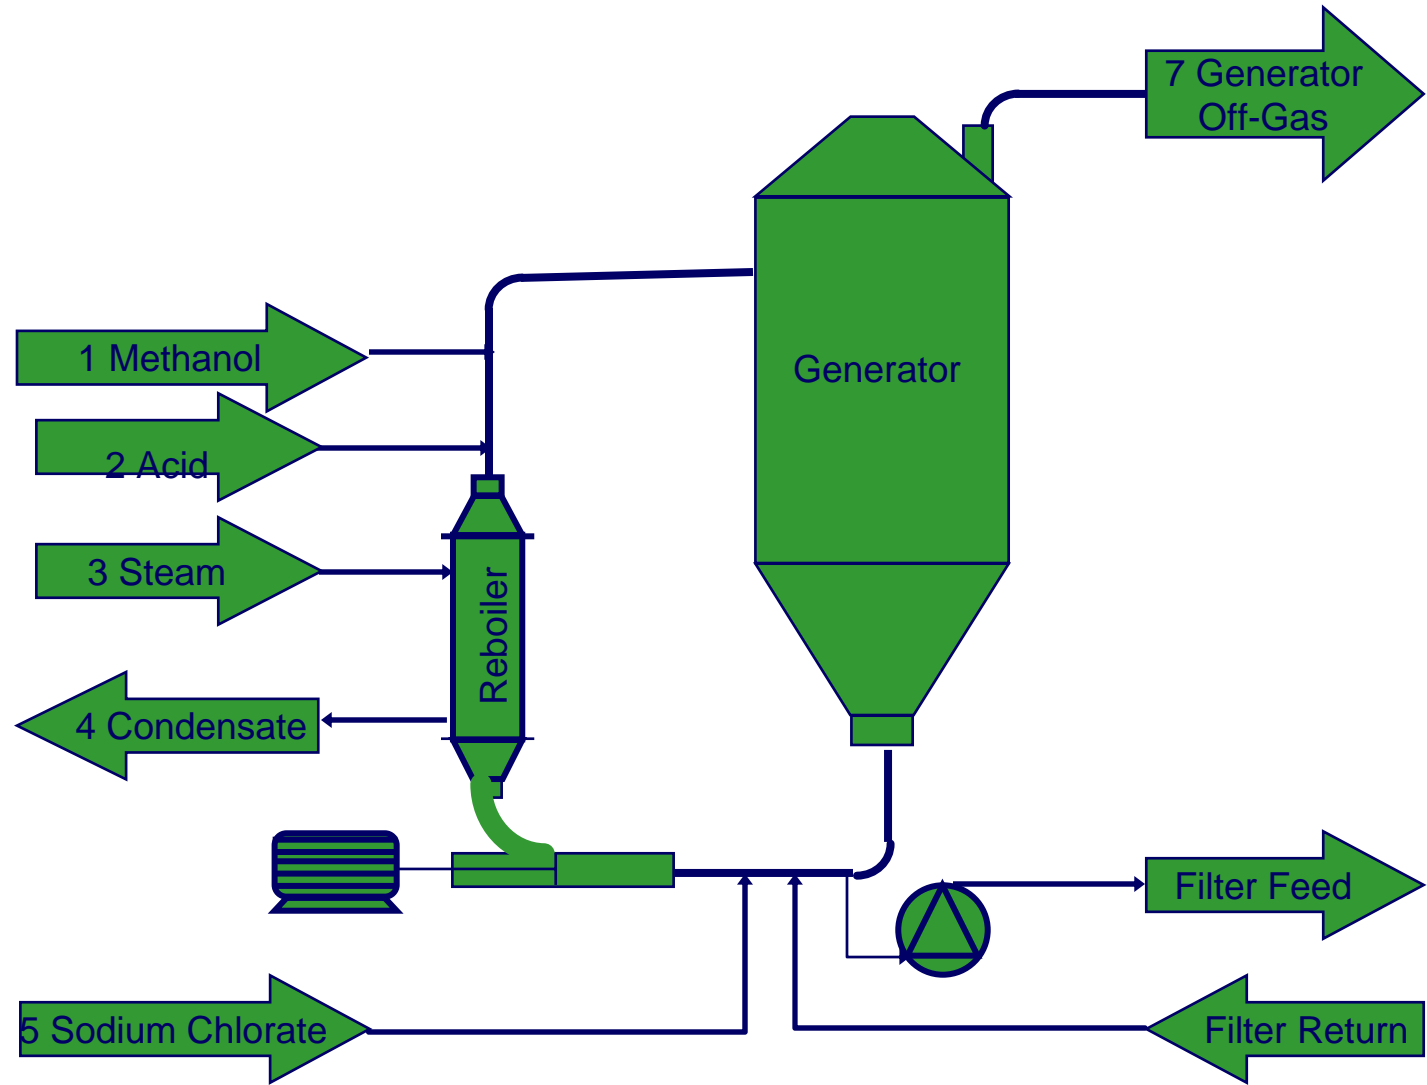 7 Generator
Off-Gas
1 Methanol
Generator
2 Acid
3 Steam
Reboiler
4 Condensate
Filter Feed
5 Sodium Chlorate
Filter Return